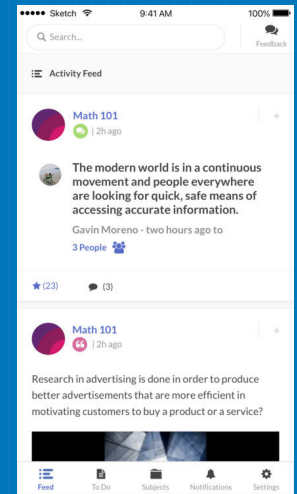 Sketch 9:41 AM 100%
Search...
Feedback
Activity Feed
Math 101
| 2h ago
The modern world is in a continuous
movement and people everywhere
are looking for quick, safe means of
accessing accurate information.
Gavin Moreno - two hours ago to
3 People
(23) (3)
Math 101
| 2h ago
Research in advertising is done in order to produce
better advertisements that are more efficient in
motivating customers to buy a product or a service?
Feed To Do Subjects Notifications Settings